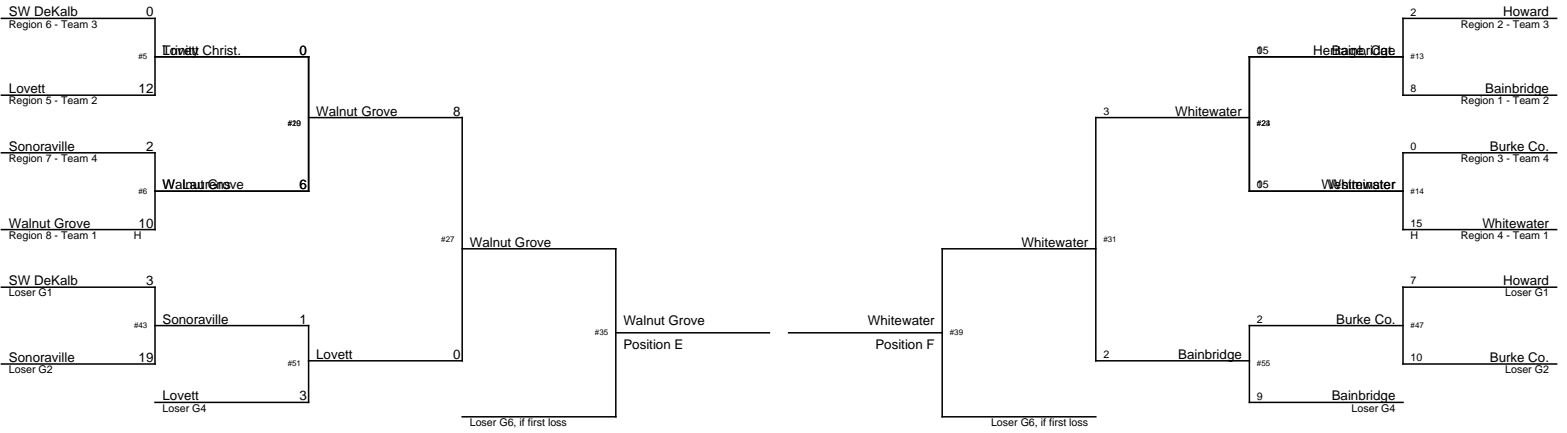 SW DeKalb 0
Region 6 - Team 3
#5
Lovett 12
Region 5 - Team 2
Sonoraville 2
Region 7 - Team 4
#6
Walnut Grove 10
Region 8 - Team 1 H
SW DeKalb 3
Loser G1
#43
Sonoraville 19
Loser G2
Christ. 0
6
Sonoraville 1
#51
Lovett 3
Loser G4
Walnut Grove 8
#27
Lovett 0
Walnut Grove
#35
Loser G6, if first loss
Walnut Grove
Position E
Whitewater
Position F
#39
Whitewater
Loser G6, if first loss
3 Whitewater
#31
2 Bainbridge
2 Burke Co.
#55
9 Bainbridge
Loser G4
2 Howard
Region 2 - Team 3
#13
8 Bainbridge
Region 1 - Team 2
0 Burke Co.
Region 3 - Team 4
#14
15 Whitewater
H Region 4 - Team 1
7 Howard
Loser G1
#47
10 Burke Co.
Loser G2